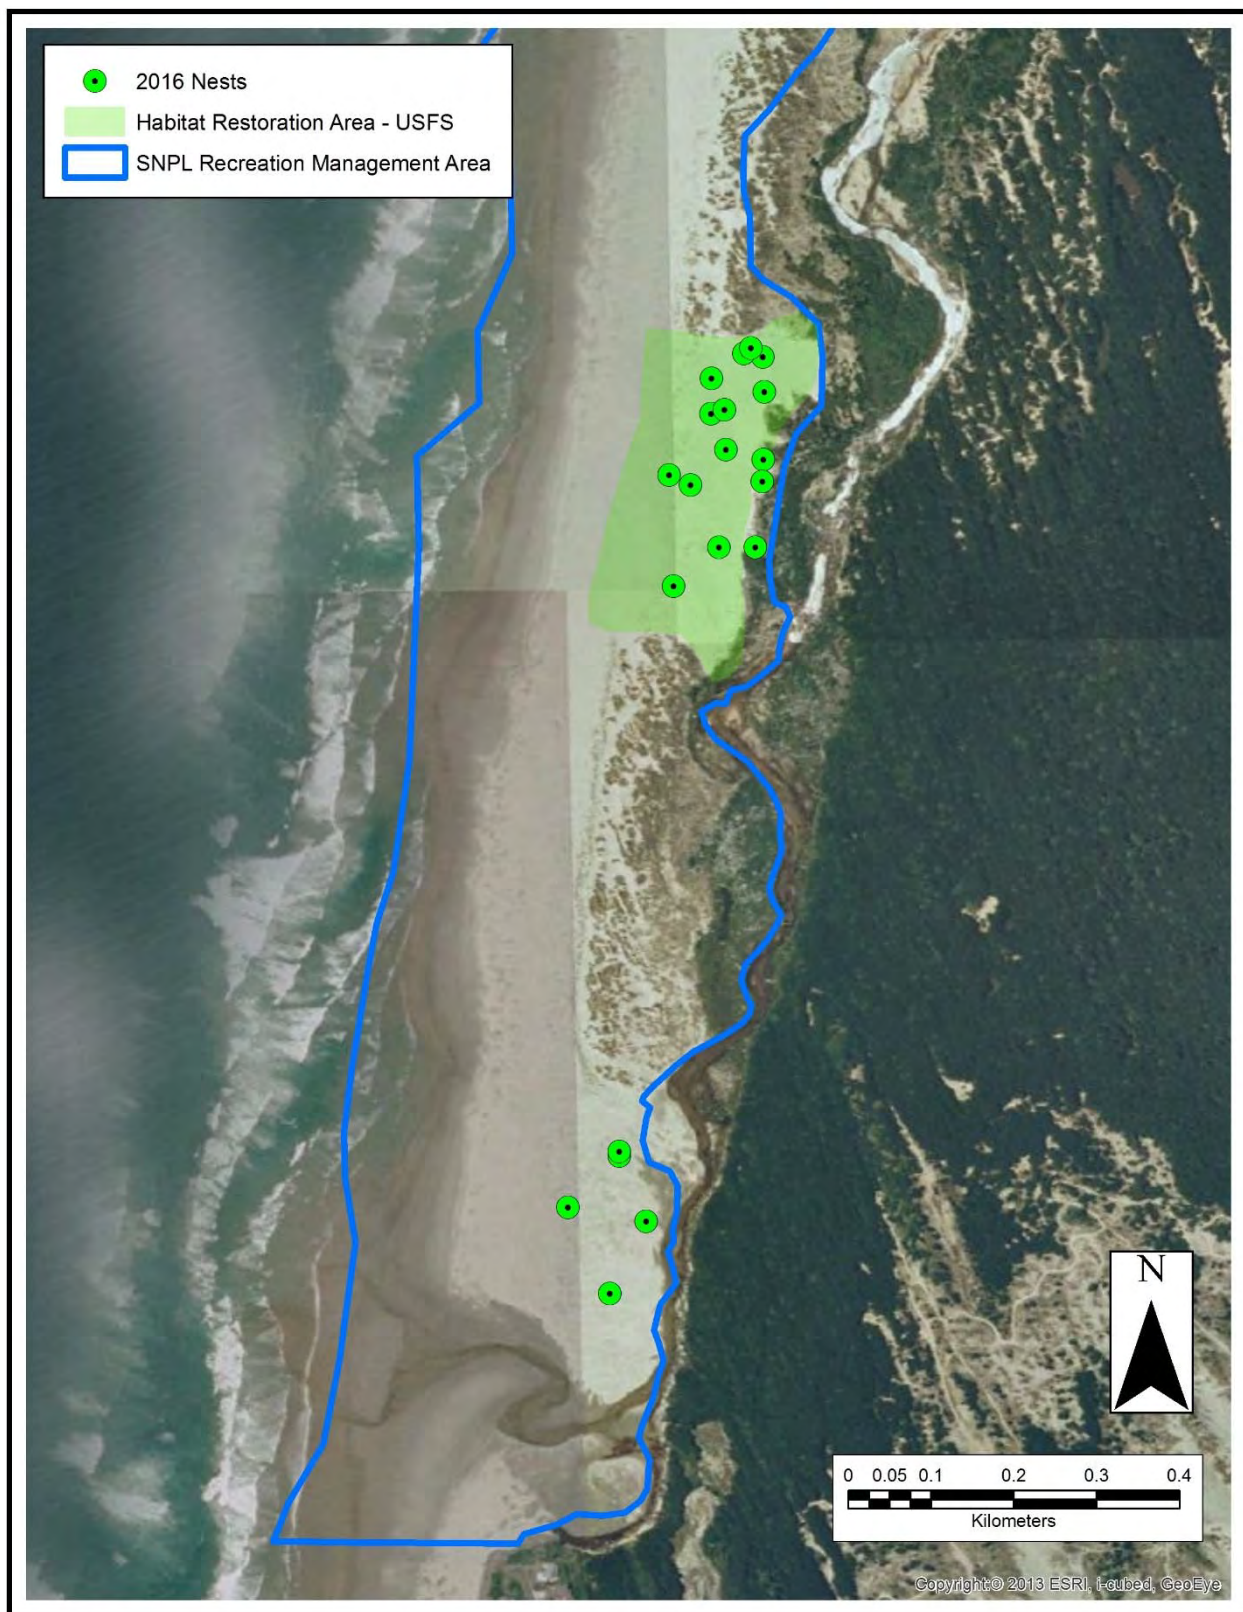 2016 Nests
Habitat Restoration Area - USFS
SNPL Recreation Management Area
N
0 0.05 0.1 0.2 0.3 0.4
Kilometers
Copyright:© 2013 ESRI, i-cubed, GeoEye